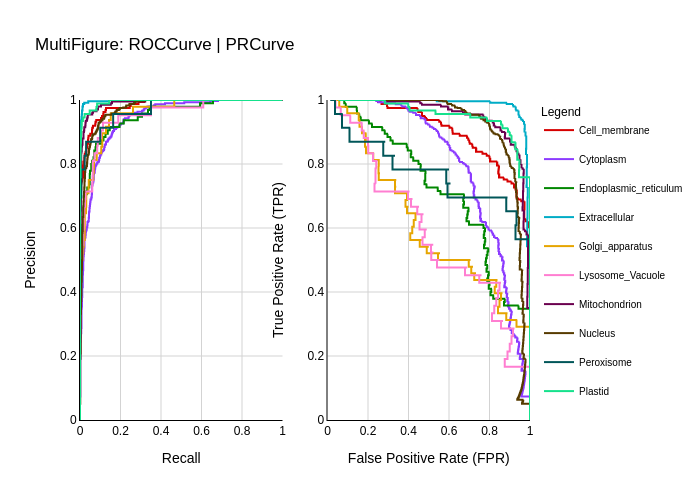 MultiFigure: ROCCurve | PRCurve
Precision
1
0.8
0.6
0.4
0.2
0
0 0.2 0.4 0.6 0.8 1
Recall
True Positive Rate (TPR)
1
0.8
0.6
0.4
0.2
0
0 0.2 0.4 0.6 0.8 1
False Positive Rate (FPR)
Legend
Cell_membrane
Cytoplasm
Endoplasmic_reticulum
Extracellular
Golgi_apparatus
Lysosome_Vacuole
Mitochondrion
Nucleus
Peroxisome
Plastid